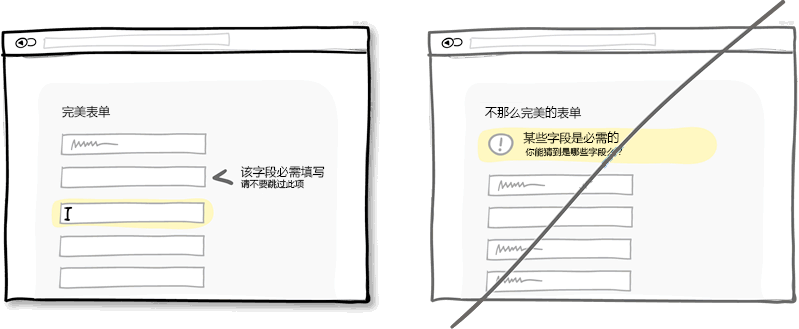 完美表单
该字段必需填写
请不要跳过此项
不那么完美的表单
某些字段是必需的
你能猜到是哪些字段么?